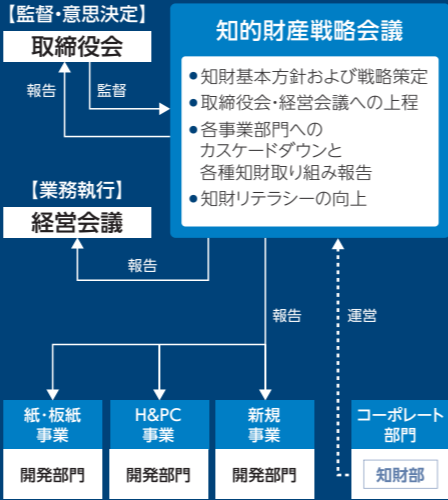 【監督・意思決定】
取締役会
報告
監督
知的財産戦略会議
●知財基本方針および戦略策定
●取締役会・経営会議への上程
●各事業部門への
カスケードダウンと
各種知財取り組み報告
●知財リテラシーの向上
【業務執行】
経営会議
報告
報告
運営
紙・板紙
事業
開発部門
H&PC
事業
開発部門
新規
事業
開発部門
コーポレート
部門
知財部